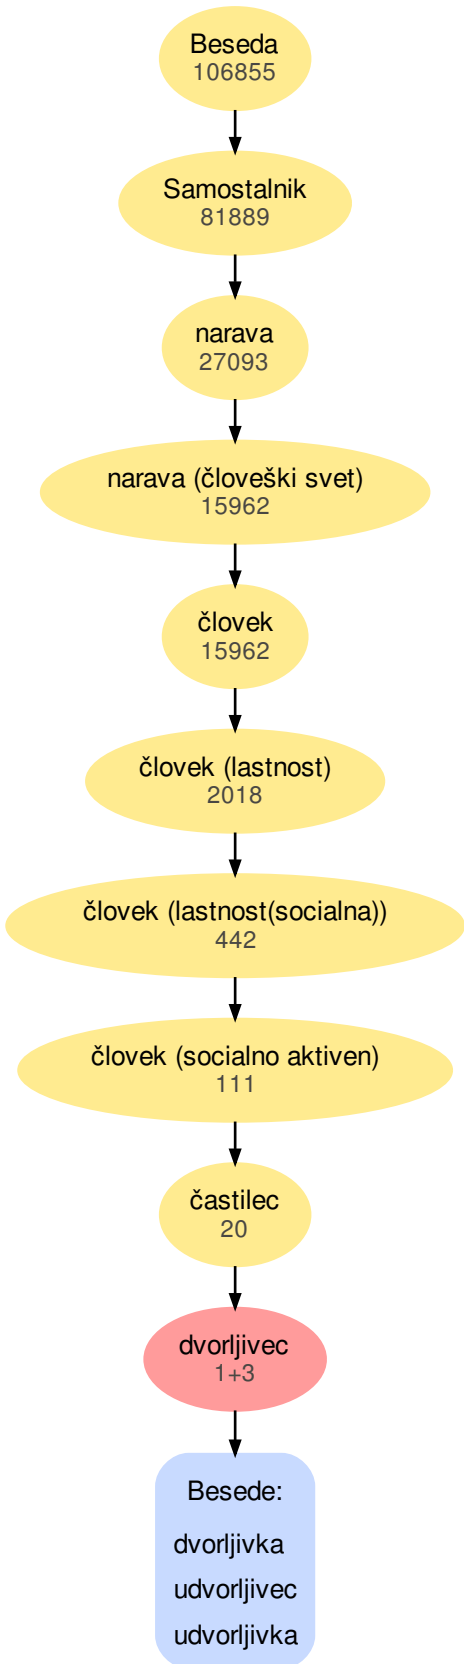 Beseda
106855
Samostalnik
81889
narava
27093
narava (človeški svet)
15962
človek
15962
človek (lastnost)
2018
človek (lastnost(socialna))
442
človek (socialno aktiven)
111
častilec
20
dvorljivec
1+3
Besede:
dvorljivka
udvorljivec
udvorljivka